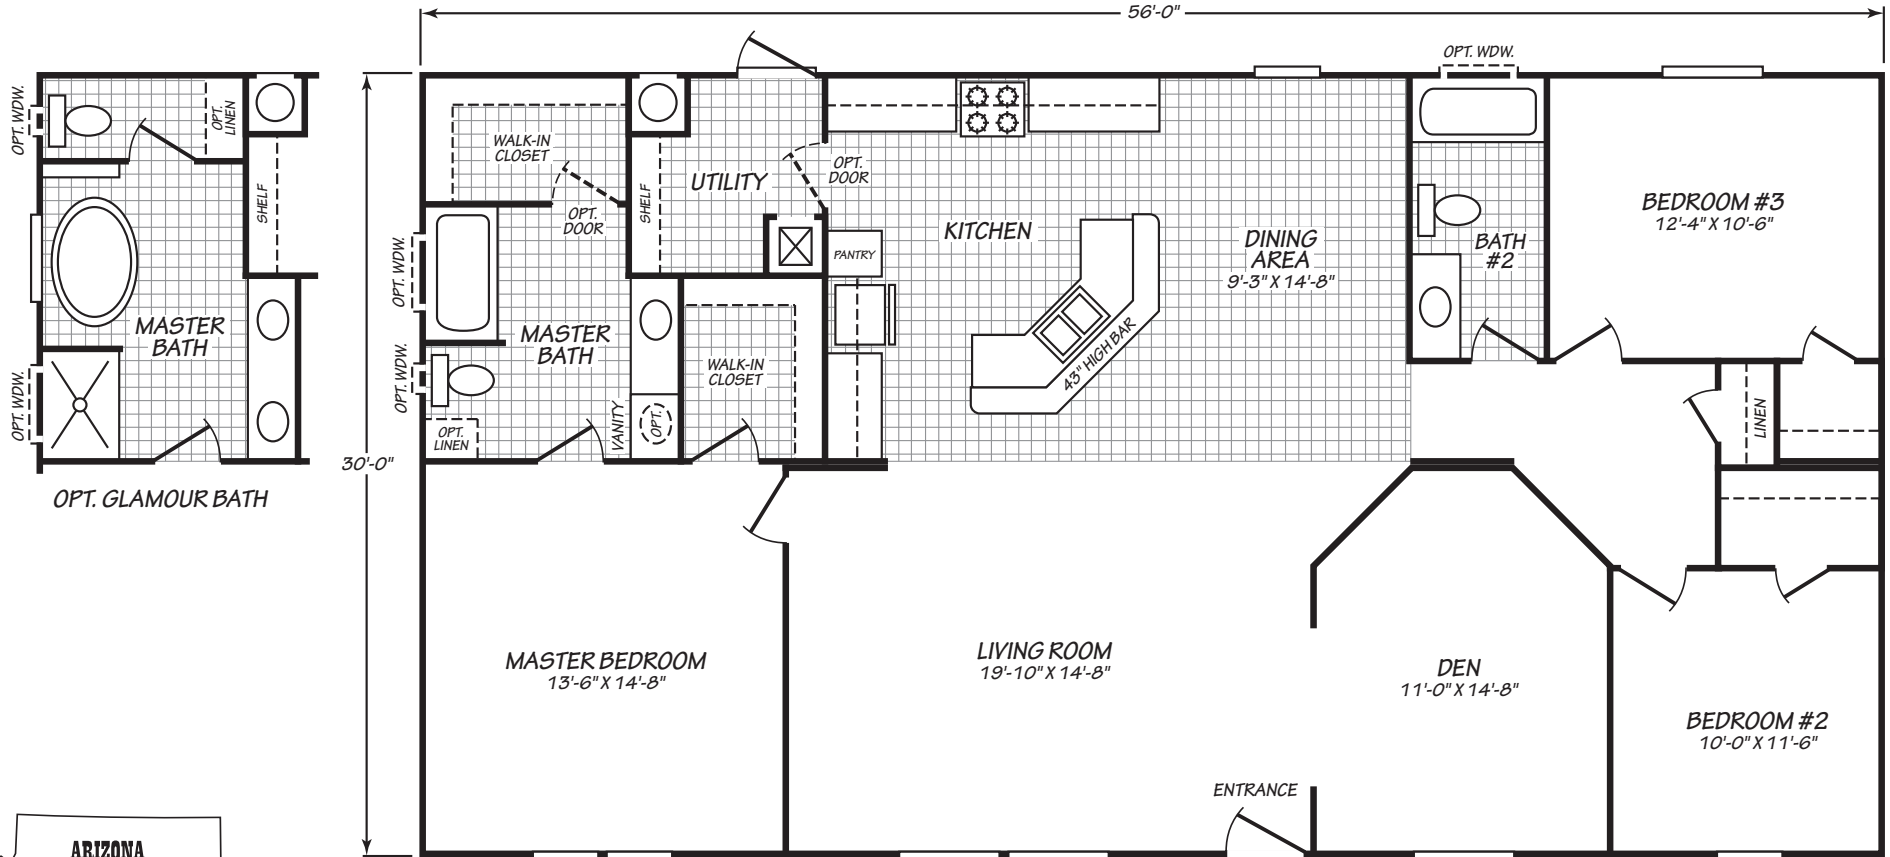 56'-0"
OPT. WDW.
OPT. WDW.
OPT.
LINEN
SHELF
MASTER
BATH
OPT. WDW.
OPT. GLAMOUR BATH
30'-0"
WALK-IN
CLOSET
OPT.
DOOR
SHELF
UTILITY
OPT.
DOOR
PANTRY
KITCHEN
43" HIGH BAR
DINING
AREA
9'-3" X 14'-8"
BATH
#2
BEDROOM #3
12'-4" X 10'-6"
OPT. WDW.
MASTER
BATH
OPT. WDW.
OPT.
LINEN
VANITY
OPT.
WALK-IN
CLOSET
LINEN
MASTER BEDROOM
13'-6" X 14'-8"
LIVING ROOM
19'-10" X 14'-8"
DEN
11'-0" X 14'-8"
BEDROOM #2
10'-0" X 11'-6"
ENTRANCE
ARIZONA